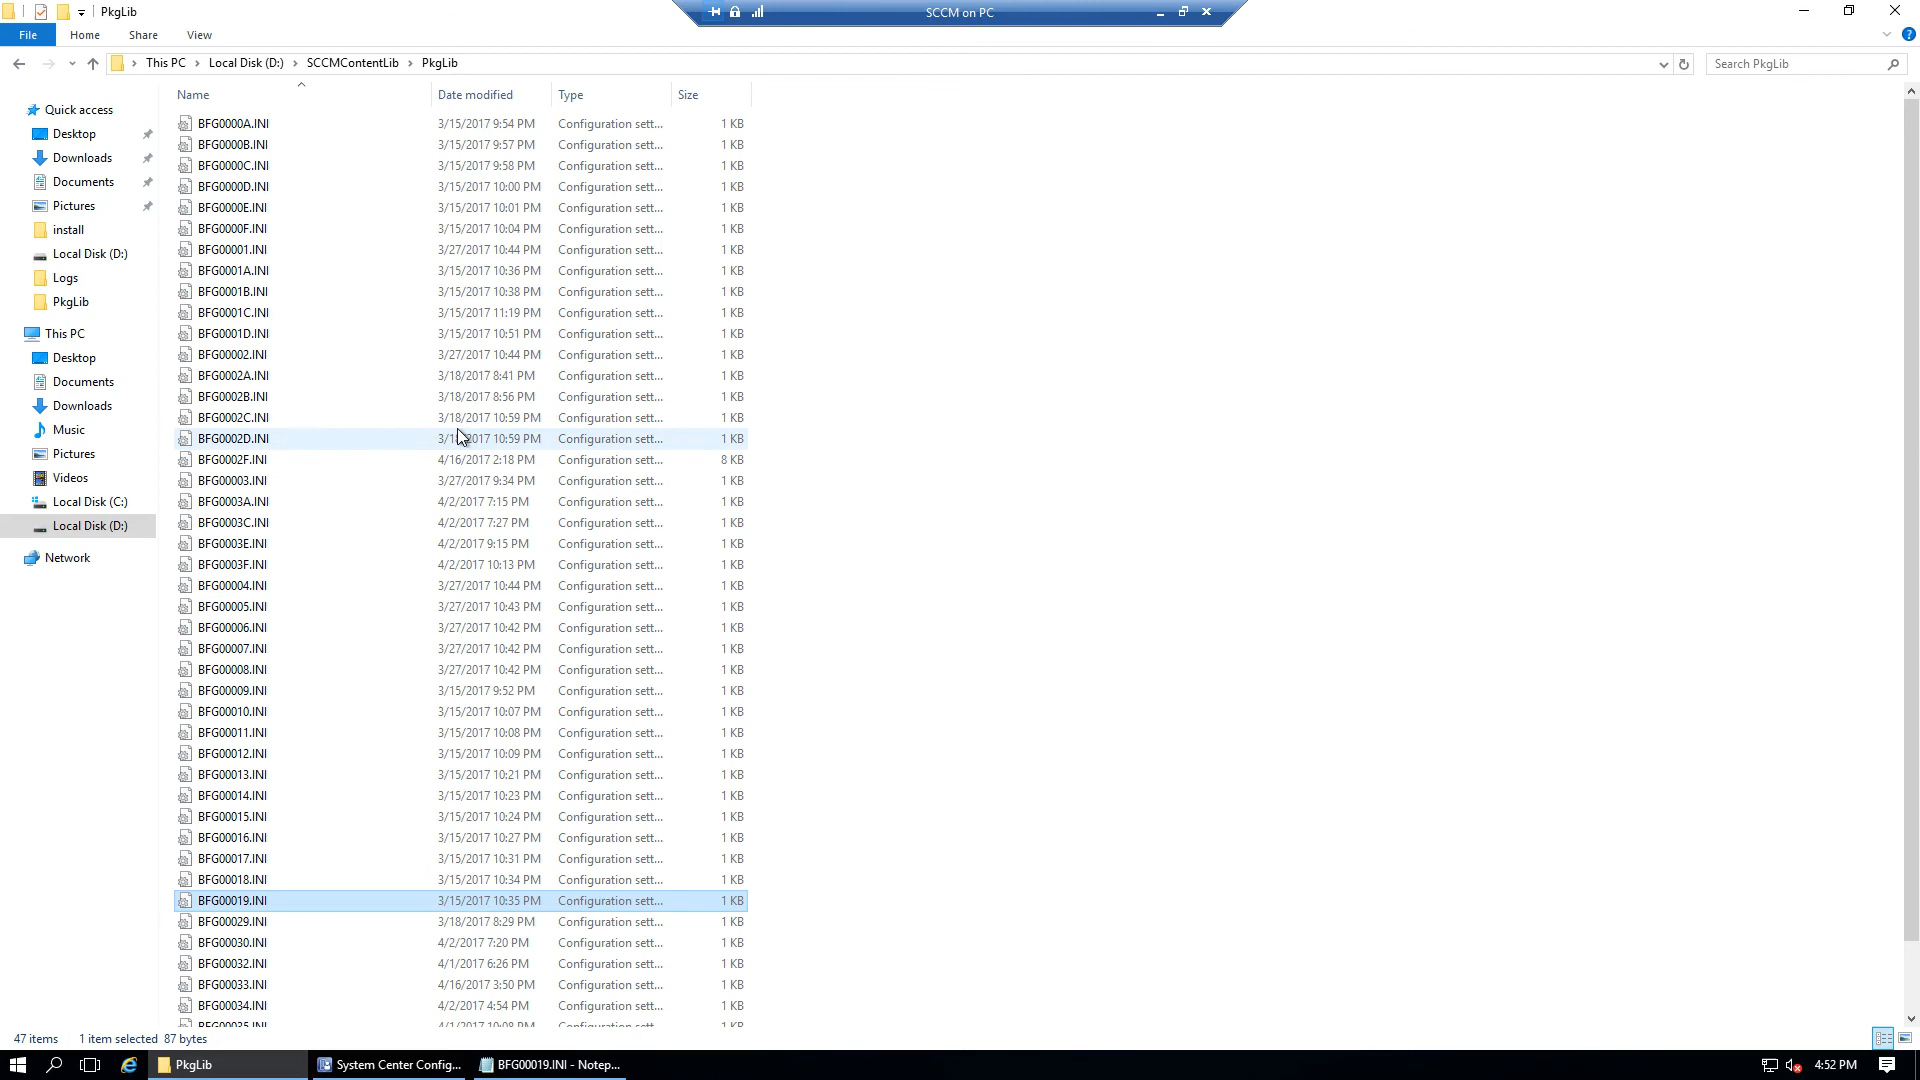 PkgLib
SCCM on PC
File Home Share View
This PC Local Disk (D:) SCCMContentLib PkgLib
Search PkgLib
Name Date modified Type Size
Quick access
Desktop
Downloads
Documents
Pictures
install
Local Disk (D:)
Logs
PkgLib
This PC
Desktop
Documents
Downloads
Music
Pictures
Videos
Local Disk (C:)
Local Disk (D:)
Network
BFG0000A.INI 3/15/2017 9:54 PM Configuration sett... 1 KB
BFG0000B.INI 3/15/2017 9:57 PM Configuration sett... 1 KB
BFG0000C.INI 3/15/2017 9:58 PM Configuration sett... 1 KB
BFG0000D.INI 3/15/2017 10:00 PM Configuration sett... 1 KB
BFG0000E.INI 3/15/2017 10:01 PM Configuration sett... 1 KB
BFG0000F.INI 3/15/2017 10:04 PM Configuration sett... 1 KB
BFG00001.INI 3/27/2017 10:44 PM Configuration sett... 1 KB
BFG0001A.INI 3/15/2017 10:36 PM Configuration sett... 1 KB
BFG0001B.INI 3/15/2017 10:38 PM Configuration sett... 1 KB
BFG0001C.INI 3/15/2017 11:19 PM Configuration sett... 1 KB
BFG0001D.INI 3/15/2017 10:51 PM Configuration sett... 1 KB
BFG00002.INI 3/27/2017 10:44 PM Configuration sett... 1 KB
BFG0002A.INI 3/18/2017 8:41 PM Configuration sett... 1 KB
BFG0002B.INI 3/18/2017 8:56 PM Configuration sett... 1 KB
BFG0002C.INI 3/18/2017 10:59 PM Configuration sett... 1 KB
BFG0002D.INI 10:59 PM Configuration sett... 1 KB
BFG0002F.INI 4/16/2017 2:18 PM Configuration sett... 8 KB
BFG00003.INI 3/27/2017 9:34 PM Configuration sett... 1 KB
BFG0003A.INI 4/2/2017 7:15 PM Configuration sett... 1 KB
BFG0003C.INI 4/2/2017 7:27 PM Configuration sett... 1 KB
BFG0003E.INI 4/2/2017 9:15 PM Configuration sett... 1 KB
BFG0003F.INI 4/2/2017 10:13 PM Configuration sett... 1 KB
BFG00004.INI 3/27/2017 10:44 PM Configuration sett... 1 KB
BFG00005.INI 3/27/2017 10:43 PM Configuration sett... 1 KB
BFG00006.INI 3/27/2017 10:42 PM Configuration sett... 1 KB
BFG00007.INI 3/27/2017 10:42 PM Configuration sett... 1 KB
BFG00008.INI 3/27/2017 10:42 PM Configuration sett... 1 KB
BFG00009.INI 3/15/2017 9:52 PM Configuration sett... 1 KB
BFG00010.INI 3/15/2017 10:07 PM Configuration sett... 1 KB
BFG00011.INI 3/15/2017 10:08 PM Configuration sett... 1 KB
BFG00012.INI 3/15/2017 10:09 PM Configuration sett... 1 KB
BFG00013.INI 3/15/2017 10:21 PM Configuration sett... 1 KB
BFG00014.INI 3/15/2017 10:23 PM Configuration sett... 1 KB
BFG00015.INI 3/15/2017 10:24 PM Configuration sett... 1 KB
BFG00016.INI 3/15/2017 10:27 PM Configuration sett... 1 KB
BFG00017.INI 3/15/2017 10:31 PM Configuration sett... 1 KB
BFG00018.INI 3/15/2017 10:34 PM Configuration sett... 1 KB
BFG00019.INI 3/15/2017 10:35 PM Configuration sett... 1 KB
BFG00029.INI 3/18/2017 8:29 PM Configuration sett... 1 KB
BFG00030.INI 4/2/2017 7:20 PM Configuration sett... 1 KB
BFG00032.INI 4/1/2017 6:26 PM Configuration sett... 1 KB
BFG00033.INI 4/16/2017 3:50 PM Configuration sett... 1 KB
BFG00034.INI 4/2/2017 4:54 PM Configuration sett... 1 KB
BFG00035.INI 4/1/2017 10:08 PM Configuration sett... 1 KB
47 items 1 item selected 87 bytes
PkgLib System Center Config... BFG00019.INI - Notep... 4:52 PM